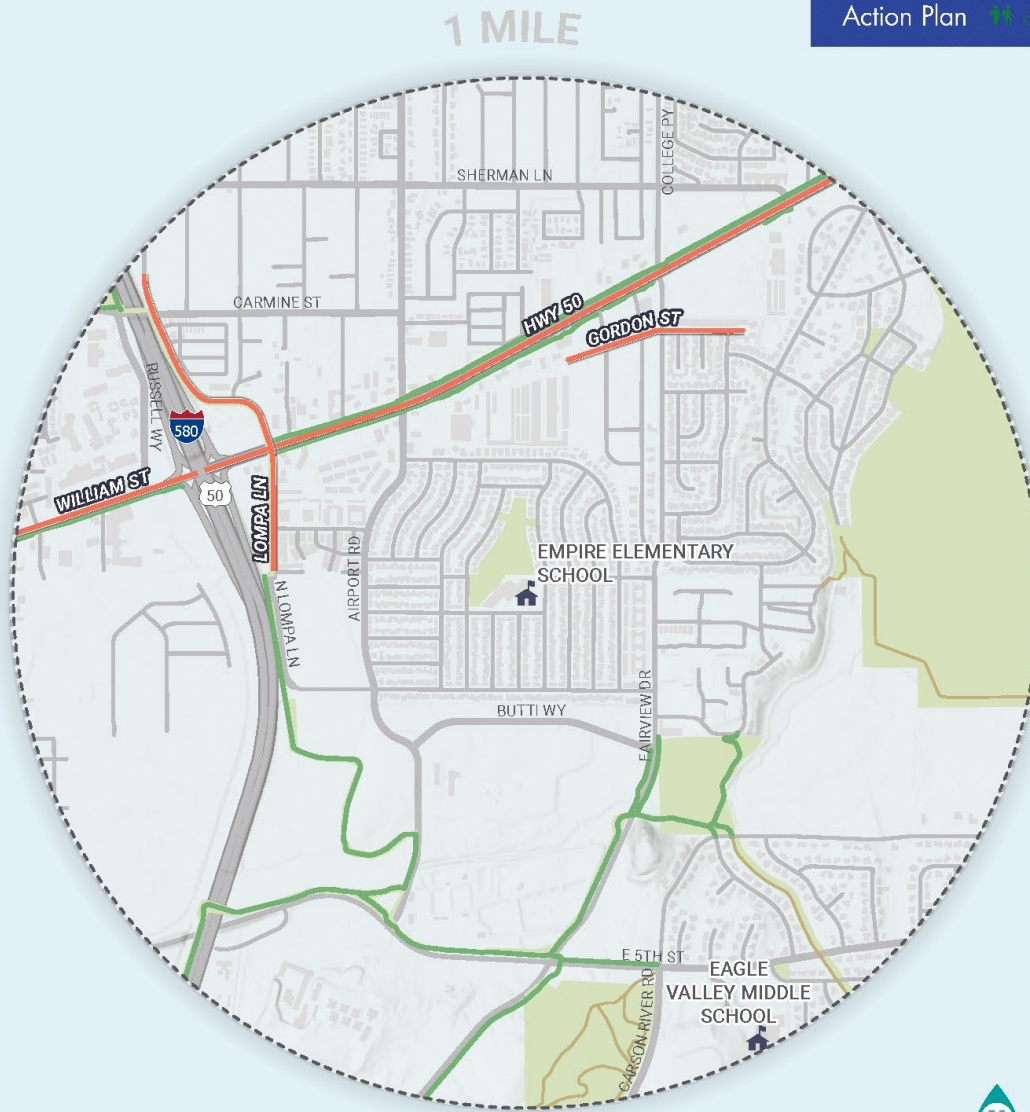 Action Plan
1 MILE
COLLEGE PY
SHERMAN LN
CARMINE ST
HWY 50
GORDON ST
RUSSELL WY
580
WILLIAM ST
50
LOMPA LN
EMPIRE ELEMENTARY
SCHOOL
AIRPORT RD
N LOMPA LN
FAIRVIEW DR
BUTTI WY
E 5TH ST
EAGLE
VALLEY MIDDLE
SCHOOL
CARSON RIVER RD